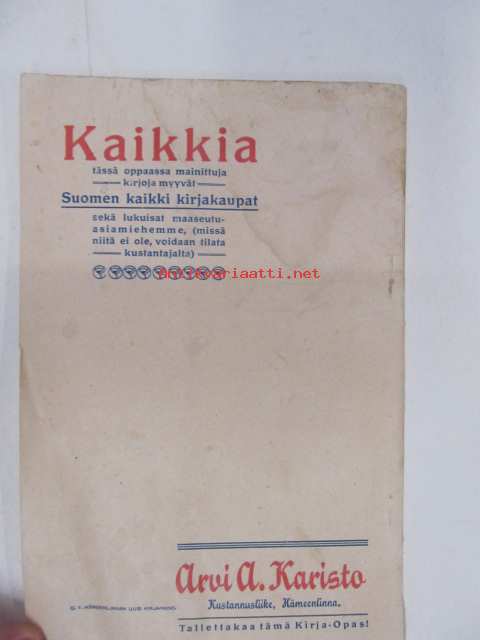 Kaikkia
tässä oppaassa mainittuja
kirjoja myyvät
Suomen kaikki kirjakaupat
sekä lukuisat maaseutu-
asiamiehemme, (missä
niitä ei ole, voidaan tilata
kustantajalta)
Antikvariaatti.net
Arvi A. Karisto
Kustannusliike, Hämeenlinna.
Tallettakaa tämä Kirja-Opas!